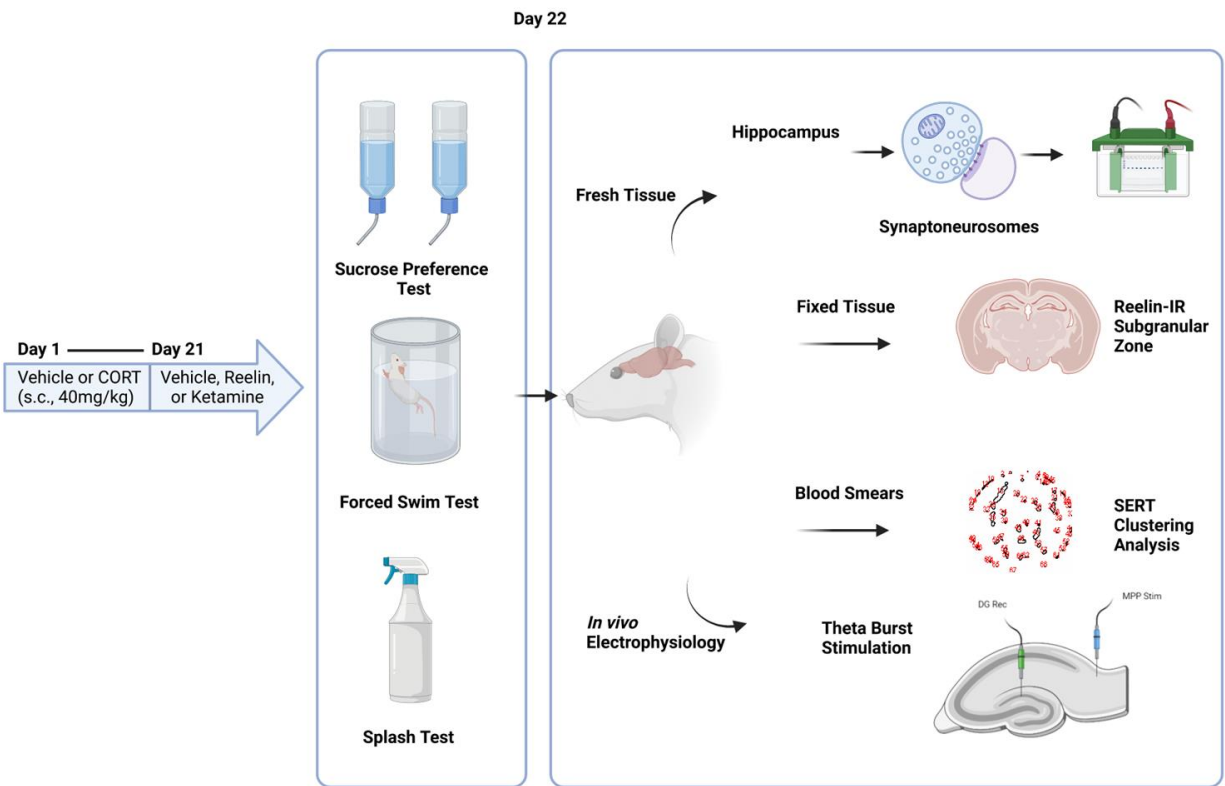 Day 22
Day 1
Day 21
Vehicle or CORT
(s.c., 40mg/kg)
Vehicle, Reelin,
or Ketamine
Sucrose Preference
Test
Forced Swim Test
Splash Test
Fresh Tissue
Hippocampus
Synaptoneurosomes
Fixed Tissue
Reelin-IR
Subgranular
Zone
Blood Smears
SERT
Clustering
Analysis
In vivo
Electrophysiology
Theta Burst
Stimulation
DG Rec
MPP Stim